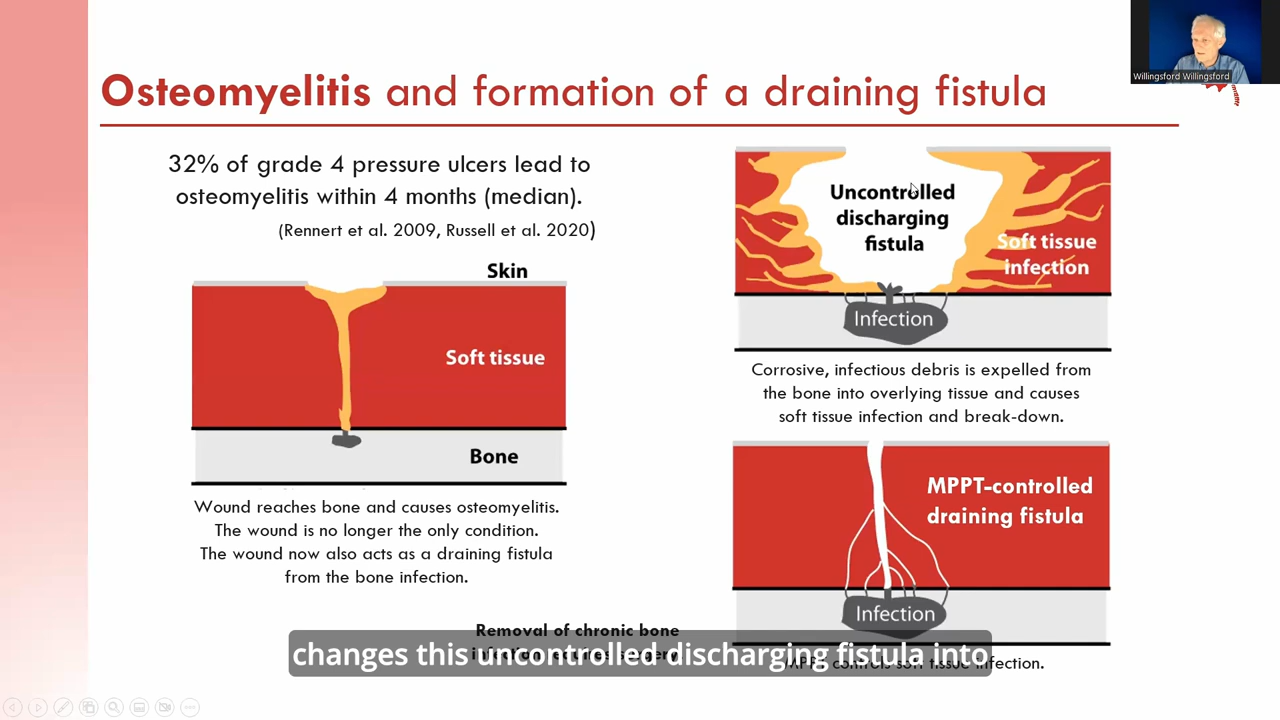 Willingsford Willingsford
Osteomyelitis and formation of a draining fistula
32% of grade 4 pressure ulcers lead to
osteomyelitis within 4 months (median).
(Rennert et al. 2009, Russell et al. 2020)
Skin
Soft tissue
Bone
Wound reaches bone and causes osteomyelitis.
The wound is no longer the only condition.
The wound now also acts as a draining fistula
from the bone infection.
Uncontrolled
discharging
fistula
Soft tissue
infection
Infection
Corrosive, infectious debris is expelled from
the bone into overlying tissue and causes
soft tissue infection and break-down.
MPPT-controlled
draining fistula
Infection
Removal of chronic bone
infection requires surgery.
MPPT controls soft tissue infection.
changes this uncontrolled discharging fistula into